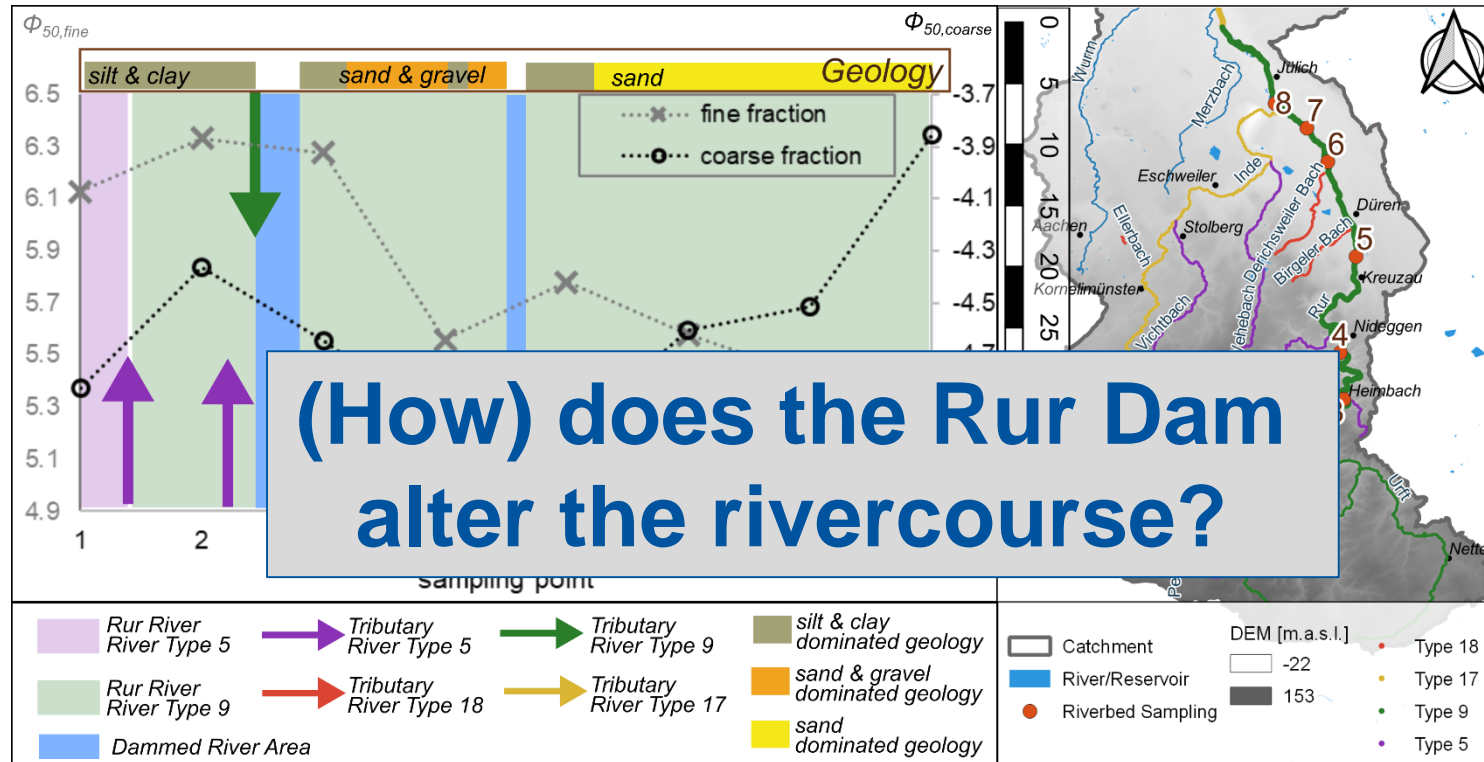 Φ50,fine
Φ50,coarse
silt & clay
sand & gravel
sand
Geology
6.5
6.3
6.1
5.9
5.7
5.5
5.3
5.1
4.9
-3.7
-3.9
-4.1
-4.3
-4.5
fine fraction
coarse fraction
1
2
sampling point
(How) does the Rur Dam
alter the rivercourse?
0
5
10
15
20
25
Wurm
Merzbach
Jülich
8
7
6
Eschweiler
Inde
Aachen
Ellerbach
Stolberg
Derichsweiler Bach
Düren
Birgeler Bach
5
Kreuzau
Kornelimünster
Vichtbach
Rur
Nideggen
4
Heimbach
Urft
Rur River
River Type 5
Tributary
River Type 5
Tributary
River Type 9
silt & clay
dominated geology
Rur River
River Type 9
Tributary
River Type 18
Tributary
River Type 17
sand & gravel
dominated geology
Dammed River Area
sand
dominated geology
Catchment
River/Reservoir
Riverbed Sampling
DEM [m.a.s.l.]
-22
153
Type 18
Type 17
Type 9
Type 5